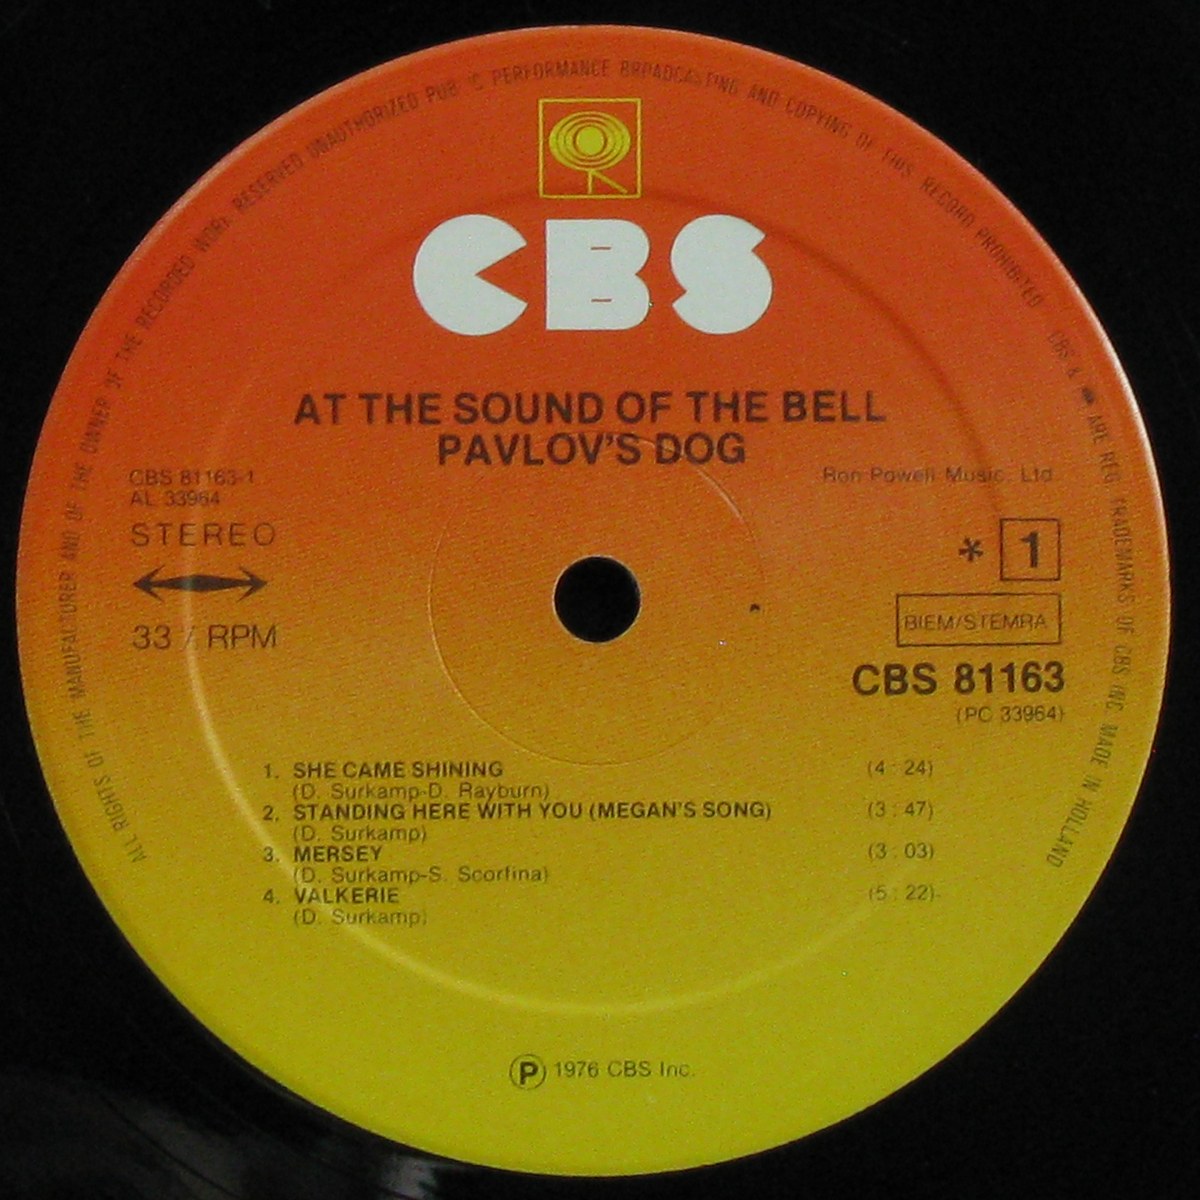 ALL RIGHTS OF THE MANUFACTURER AND OF THE OWNER OF THE RECORDED WORK RESERVED UNAUTHORIZED PUB 'C PERFORMANCE BROADCASTING AND COPYING OF THIS RECORD PROHIBITED CBS & ARE REG TRADEMARKS OF CBS INC MADE IN HOLLAND
CBS
AT THE SOUND OF THE BELL
PAVLOV'S DOG
CBS 81163-1
AL 33964
Ron Powell Music, Ltd
STEREO
* 1
33 / RPM
BIEM/STEMRA
CBS 81163
(PC 33964)
1. SHE CAME SHINING (4 : 24)
(D. Surkamp-D. Rayburn)
2. STANDING HERE WITH YOU (MEGAN'S SONG) (3 : 47)
(D. Surkamp)
3. MERSEY (3 : 03)
(D. Surkamp-S. Scorfina)
4. VALKERIE (5 : 22)
(D. Surkamp)
Ⓟ 1976 CBS Inc.